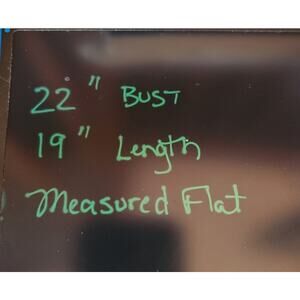 22" Bust
19" Length
Measured Flat